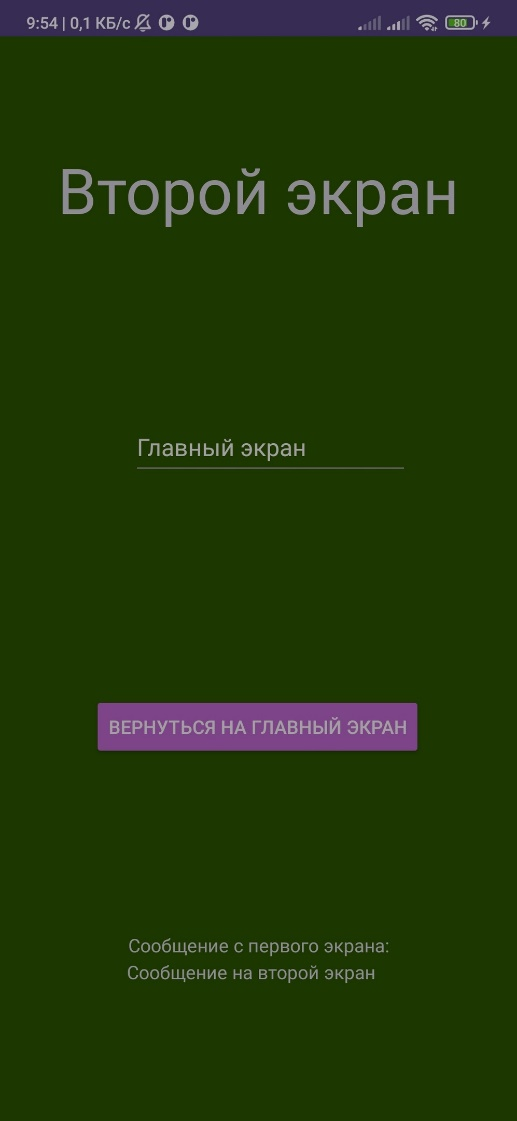 9:54 | 0,1 КБ/с
80
Второй экран
Главный экран
ВЕРНУТЬСЯ НА ГЛАВНЫЙ ЭКРАН
Сообщение с первого экрана:
Сообщение на второй экран